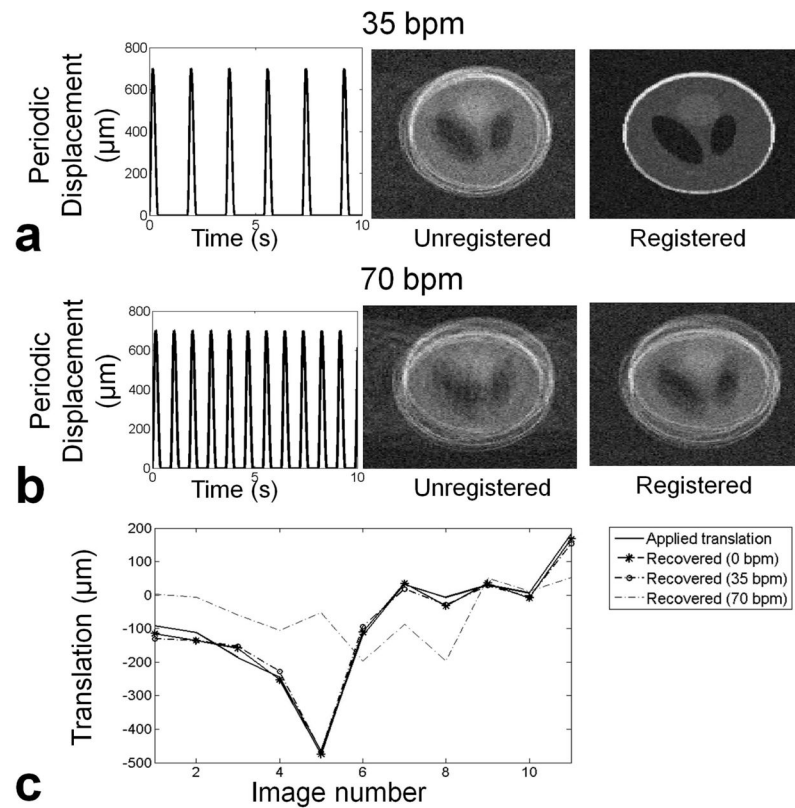 35 bpm
800
600
400
200
0
0 5 10
Periodic
Displacement
(µm)
Time (s)
Unregistered
Registered
a
70 bpm
800
600
400
200
0
0 5 10
Periodic
Displacement
(µm)
Time (s)
Unregistered
Registered
b
200
100
0
-100
-200
-300
-400
-500
2 4 6 8 10
Translation (µm)
Image number
Applied translation
Recovered (0 bpm)
Recovered (35 bpm)
Recovered (70 bpm)
c